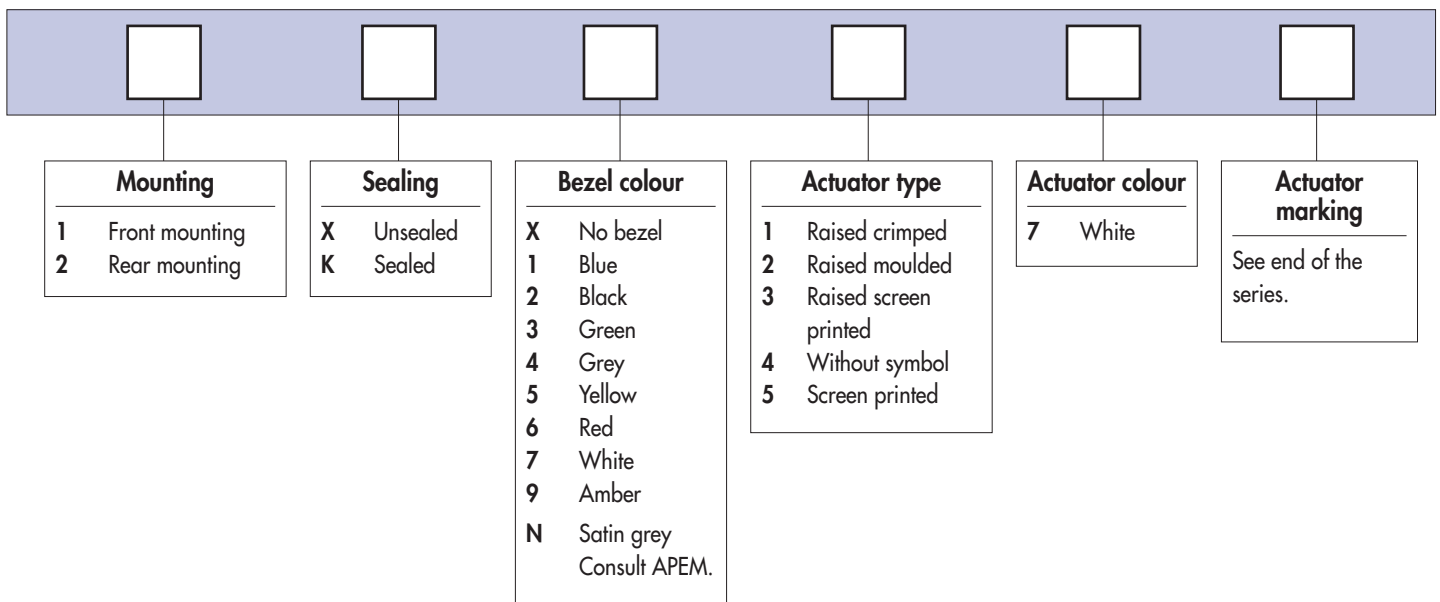 Mounting
1 Front mounting
2 Rear mounting
Sealing
X Unsealed
K Sealed
Bezel colour
X No bezel
1 Blue
2 Black
3 Green
4 Grey
5 Yellow
6 Red
7 White
9 Amber
N Satin grey
Consult APEM.
Actuator type
1 Raised crimped
2 Raised moulded
3 Raised screen
printed
4 Without symbol
5 Screen printed
Actuator colour
7 White
Actuator
marking
See end of the
series.